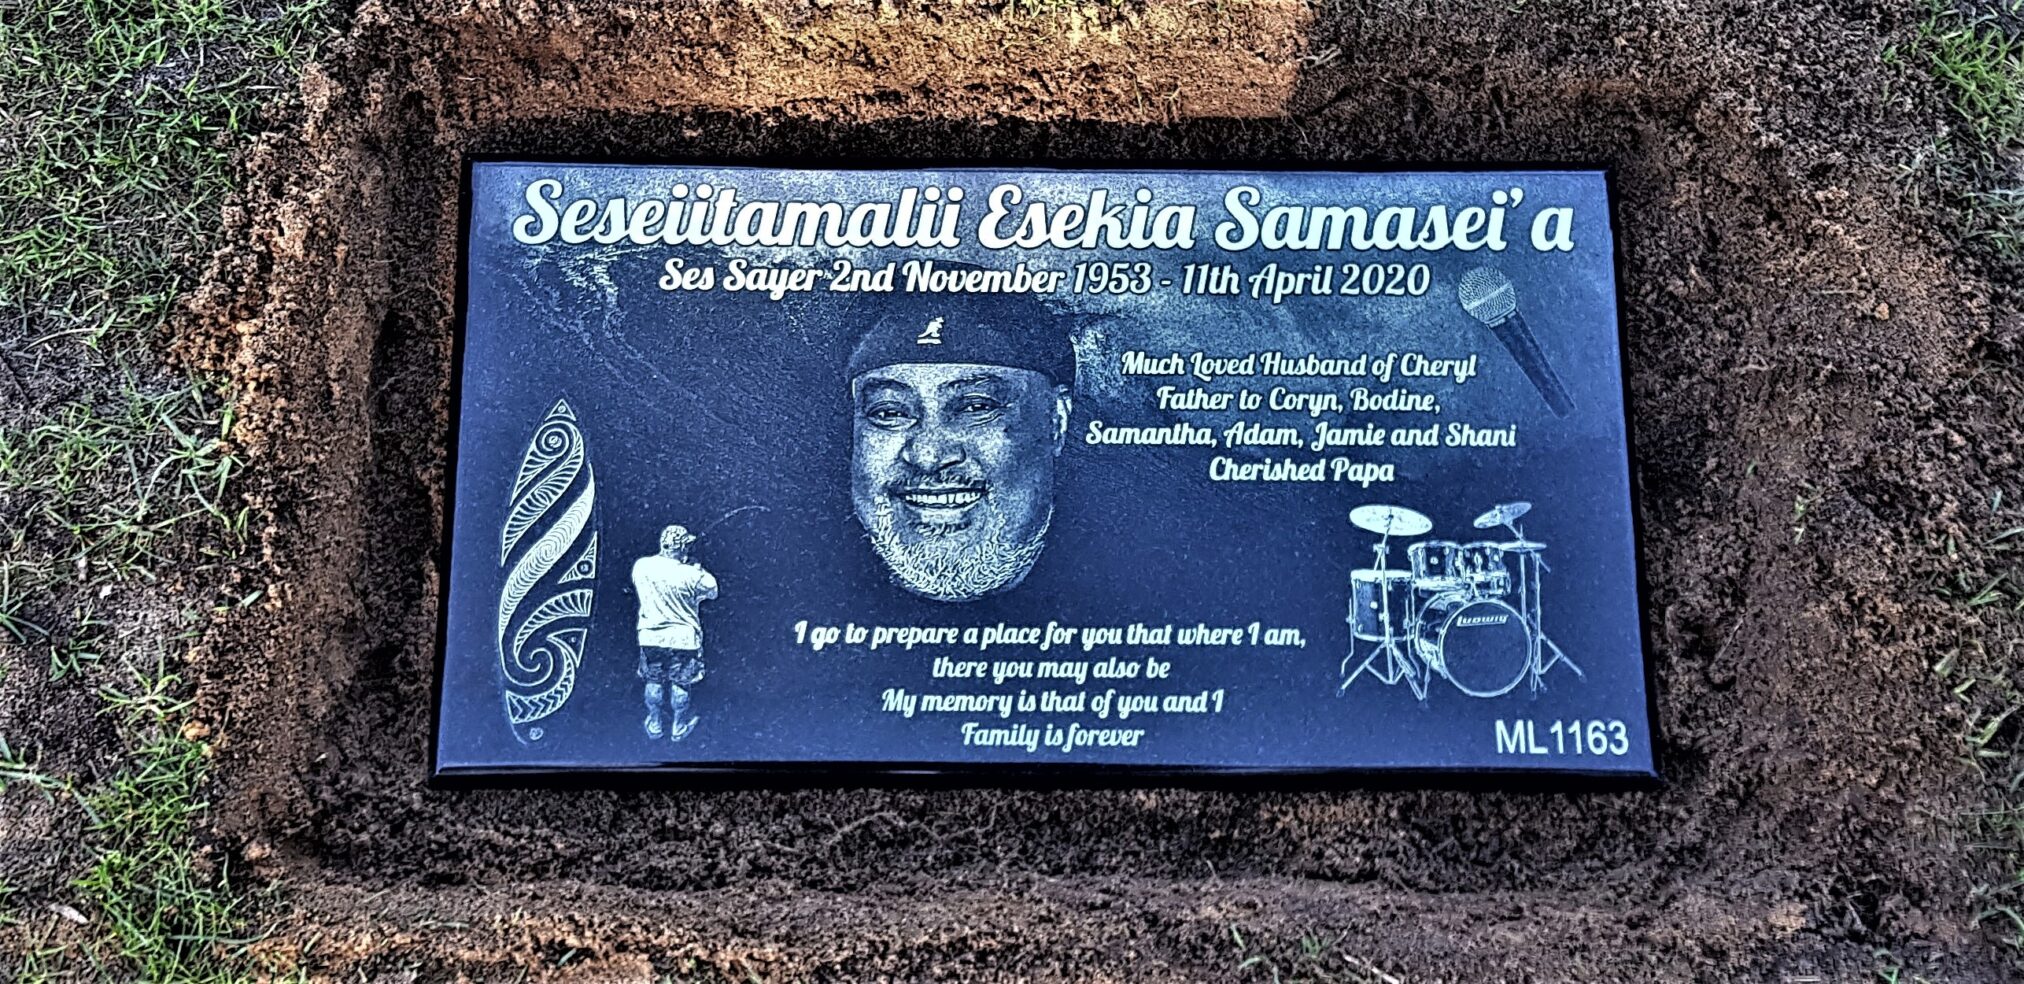 Seseiitamalii Esekia Samasei'a
Ses Sayer 2nd November 1953 - 11th April 2020
Much Loved Husband of Cheryl
Father to Coryn, Bodine,
Samantha, Adam, Jamie and Shani
Cherished Papa
I go to prepare a place for you that where I am,
there you may also be
My memory is that of you and I
Family is forever
Ludwig
ML1163